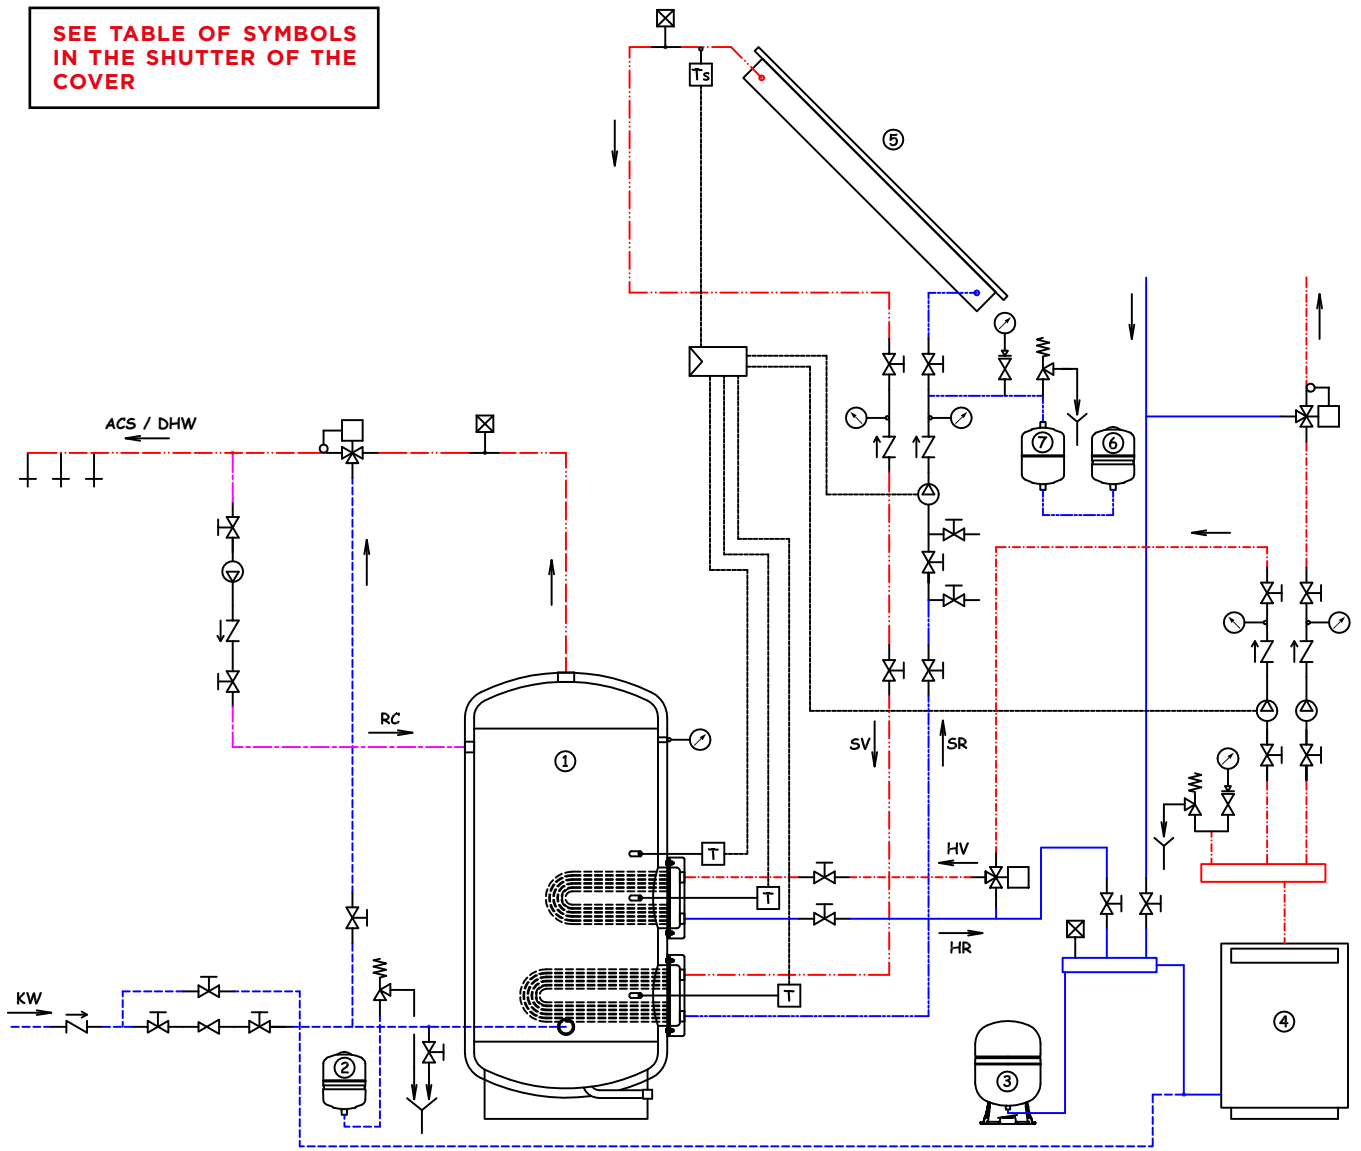 SEE TABLE OF SYMBOLS
IN THE SHUTTER OF THE
COVER
Ts
5
ACS / DHW
7
6
RC
1
SV
SR
T
HV
T
HR
T
KW
2
3
4